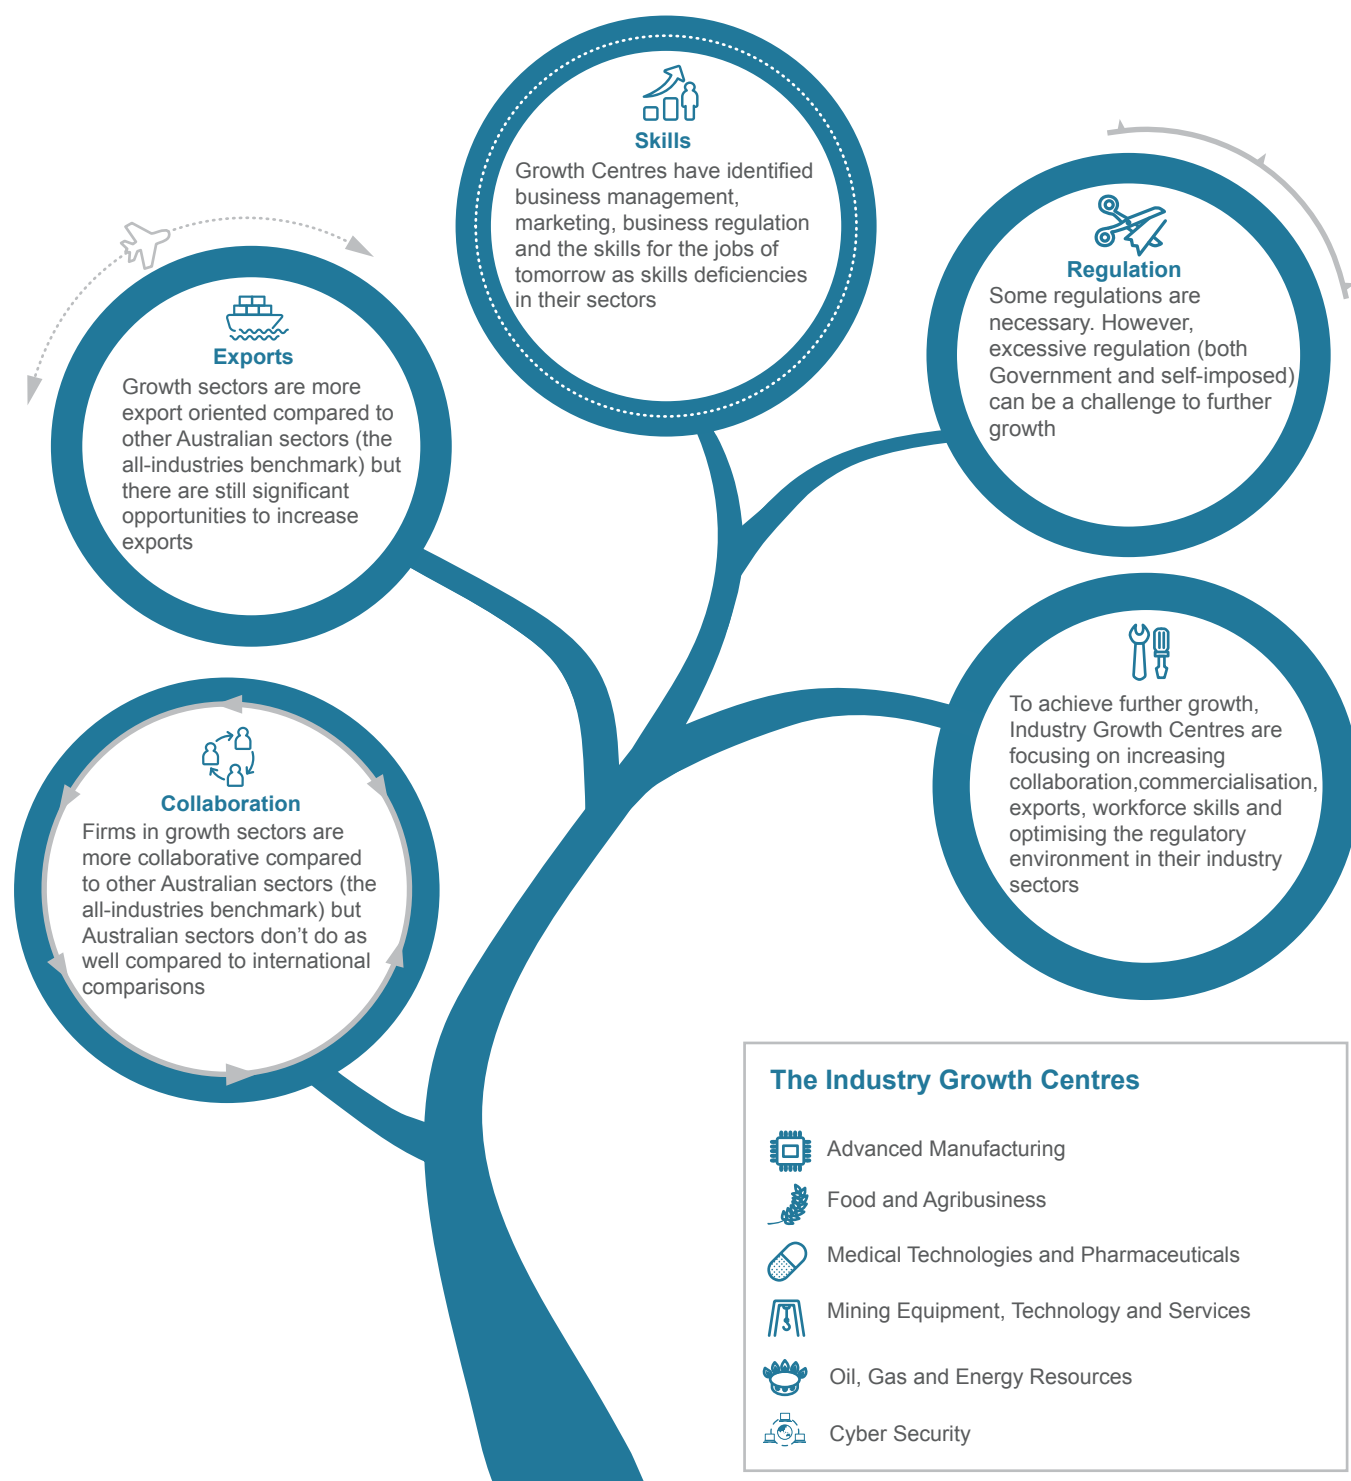 Skills
Growth Centres have identified
business management,
marketing, business regulation
and the skills for the jobs of
tomorrow as skills deficiencies
in their sectors
Regulation
Some regulations are
necessary. However,
excessive regulation (both
Government and self-imposed)
can be a challenge to further
growth
Exports
Growth sectors are more
export oriented compared to
other Australian sectors (the
all-industries benchmark) but
there are still significant
opportunities to increase
exports
To achieve further growth,
Industry Growth Centres are
focusing on increasing
collaboration,commercialisation,
exports, workforce skills and
optimising the regulatory
environment in their industry
sectors
Collaboration
Firms in growth sectors are
more collaborative compared
to other Australian sectors (the
all-industries benchmark) but
Australian sectors don’t do as
well compared to international
comparisons
The Industry Growth Centres
Advanced Manufacturing
Food and Agribusiness
Medical Technologies and Pharmaceuticals
Mining Equipment, Technology and Services
Oil, Gas and Energy Resources
Cyber Security